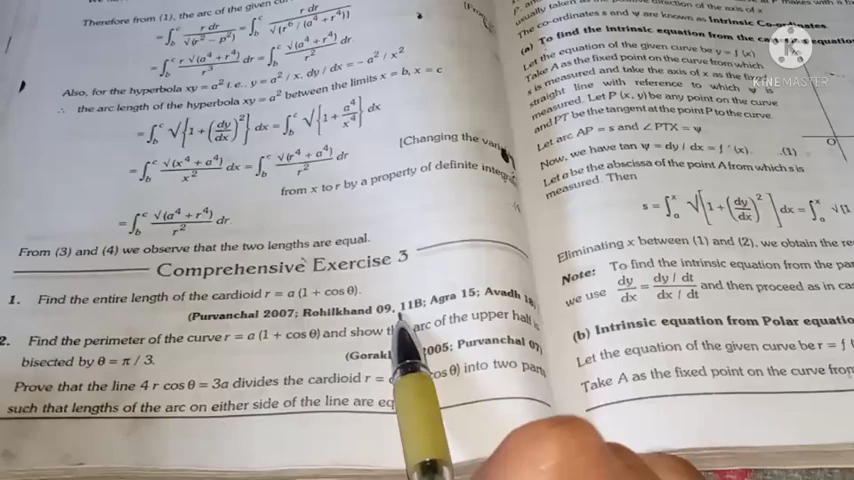 Therefore from (1), the arc of the given
= ∫_b^c r dr / √(r² − p²) = ∫_b^c r dr / √{r⁶ / (a⁴ + r⁴)}
= ∫_b^c r √(a⁴ + r⁴) / r³ dr = ∫_b^c √(a⁴ + r⁴) / r² dr.
Also, for the hyperbola xy = a² i.e., y = a² / x, dy / dx = − a² / x²
∴ the arc length of the hyperbola xy = a² between the limits x = b, x = c
= ∫_b^c √{1 + (dy/dx)²} dx = ∫_b^c √{1 + a⁴/x⁴} dx
= ∫_b^c √(x⁴ + a⁴) / x² dx = ∫_b^c √(r⁴ + a⁴) / r² dr
[Changing the
from x to r by a property of definite
= ∫_b^c √(a⁴ + r⁴) / r² dr.
From (3) and (4) we observe that the two lengths are equal.
Comprehensive Exercise 3
1. Find the entire length of the cardioid r = a (1 + cos θ).
(Purvanchal 2007; Rohilkhand 09, 11B; Agra 15; Avadh
2. Find the perimeter of the curve r = a (1 + cos θ) and show arc of the upper half is
bisected by θ = π / 3.
2005; Purvanchal 07)
Prove that the line 4 r cos θ = 3a divides the cardioid r = cos θ) into two parts
such that lengths of the arc on either side of the line are
The co-ordinates s and ψ are known as Intrinsic
(a) To find the intrinsic equation from the
Let the equation of the given curve be y = f (x)
Take A as the fixed point on the curve from which
s is measured and take the axis of x as the
straight line with reference to which ψ is
measured. Let P (x, y) be any point on the curve
and PT be the tangent at the point P to the curve.
Let arc AP = s and ∠PTX = ψ
Now, we have tan ψ = dy / dx = f ′ (x). ...(1)
Let a be the abscissa of the point A from which s is
measured. Then
s = ∫_a^x √[1 + (dy/dx)²] dx = ∫_a^x √[1
Eliminating x between (1) and (2), we obtain the
Note: To find the intrinsic equation from the
we use dy/dx = (dy / dt) / (dx / dt) and then proceed as in
(b) Intrinsic equation from Polar
Let the equation of the given curve be r = f
Take A as the fixed point on the curve from
O
Made with
KINEMASTER